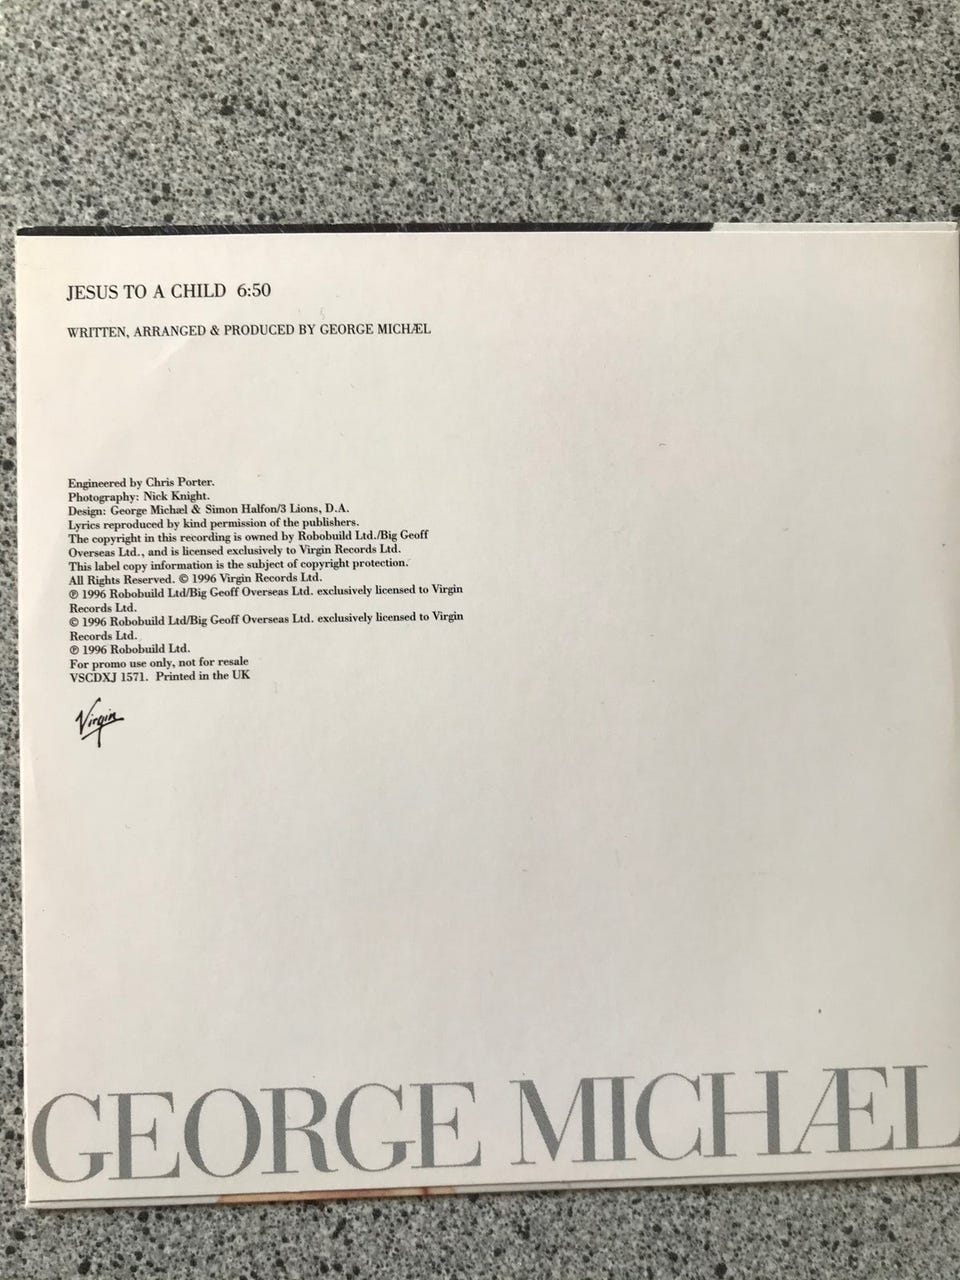 JESUS TO A CHILD 6:50
WRITTEN, ARRANGED & PRODUCED BY GEORGE MICHÆL
Engineered by Chris Porter.
Photography: Nick Knight.
Design: George Michæl & Simon Halfon/3 Lions, D.A.
Lyrics reproduced by kind permission of the publishers.
The copyright in this recording is owned by Robobuild Ltd./Big Geoff
Overseas Ltd., and is licensed exclusively to Virgin Records Ltd.
This label copy information is the subject of copyright protection.
All Rights Reserved. © 1996 Virgin Records Ltd.
℗ 1996 Robobuild Ltd/Big Geoff Overseas Ltd. exclusively licensed to Virgin
Records Ltd.
© 1996 Robobuild Ltd/Big Geoff Overseas Ltd. exclusively licensed to Virgin
Records Ltd.
℗ 1996 Robobuild Ltd.
For promo use only, not for resale
VSCDXJ 1571. Printed in the UK
Virgin
GEORGE MICHÆL